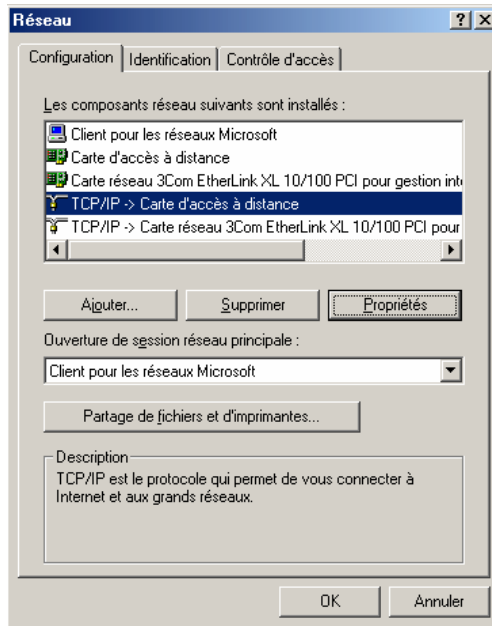 Réseau
Configuration Identification Contrôle d'accès
Les composants réseau suivants sont installés :
Client pour les réseaux Microsoft
Carte d'accès à distance
Carte réseau 3Com EtherLink XL 10/100 PCI pour gestion inte
TCP/IP -> Carte d'accès à distance
TCP/IP -> Carte réseau 3Com EtherLink XL 10/100 PCI pour
Ajouter... Supprimer Propriétés
Ouverture de session réseau principale :
Client pour les réseaux Microsoft
Partage de fichiers et d'imprimantes...
Description
TCP/IP est le protocole qui permet de vous connecter à
Internet et aux grands réseaux.
OK Annuler